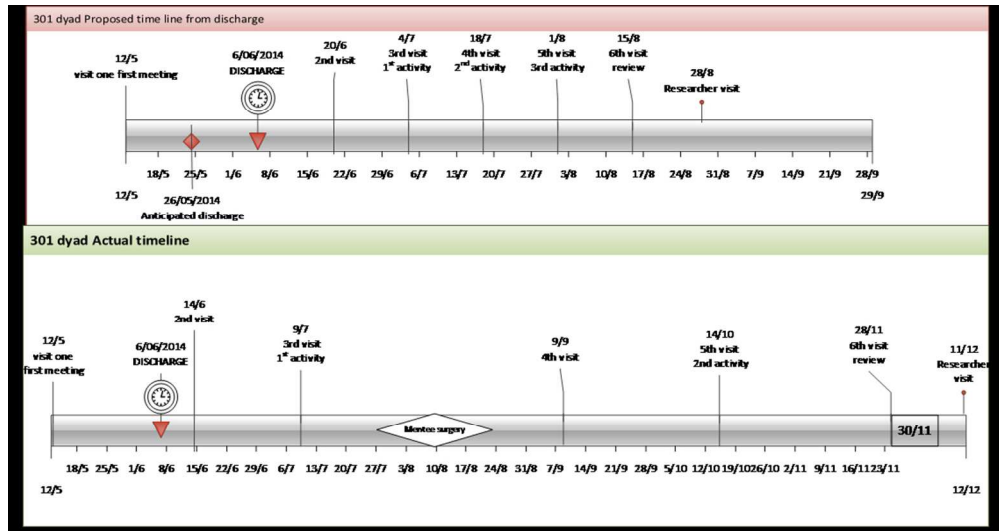 301 dyad Proposed time line from discharge
12/5
visit one first meeting
6/06/2014
DISCHARGE
20/6
2nd visit
4/7
3rd visit
1st activity
18/7
4th visit
2nd activity
1/8
5th visit
3rd activity
15/8
6th visit
review
28/8
Researcher visit
18/5 25/5 1/6 8/6 15/6 22/6 29/6 6/7 13/7 20/7 27/7 3/8 10/8 17/8 24/8 31/8 7/9 14/9 21/9 28/9
12/5
29/9
26/05/2014
Anticipated discharge
301 dyad Actual timeline
12/5
visit one
first meeting
6/06/2014
DISCHARGE
14/6
2nd visit
9/7
3rd visit
1st activity
9/9
4th visit
14/10
5th visit
2nd activity
28/11
6th visit
review
11/12
Researcher
visit
Mentee surgery
30/11
18/5 25/5 1/6 8/6 15/6 22/6 29/6 6/7 13/7 20/7 27/7 3/8 10/8 17/8 24/8 31/8 7/9 14/9 21/9 28/9 5/10 12/10 19/10 26/10 2/11 9/11 16/11 23/11
12/5
12/12